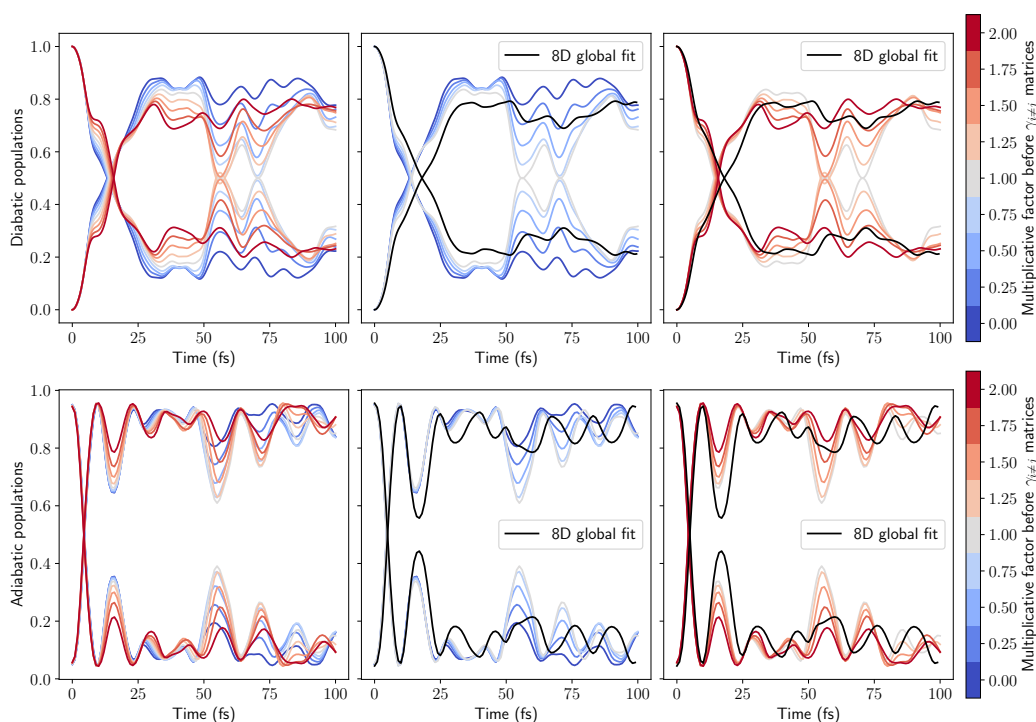 1.0
0.8
0.6
0.4
0.2
0.0
Diabatic populations
0 25 50 75 100
Time (fs)
8D global fit
0 25 50 75 100
Time (fs)
8D global fit
0 25 50 75 100
Time (fs)
2.00
1.75
1.50
1.25
1.00
0.75
0.50
0.25
0.00
Multiplicative factor before γi≠j matrices
1.0
0.8
0.6
0.4
0.2
0.0
Adiabatic populations
0 25 50 75 100
Time (fs)
8D global fit
0 25 50 75 100
Time (fs)
8D global fit
0 25 50 75 100
Time (fs)
2.00
1.75
1.50
1.25
1.00
0.75
0.50
0.25
0.00
Multiplicative factor before γi≠j matrices